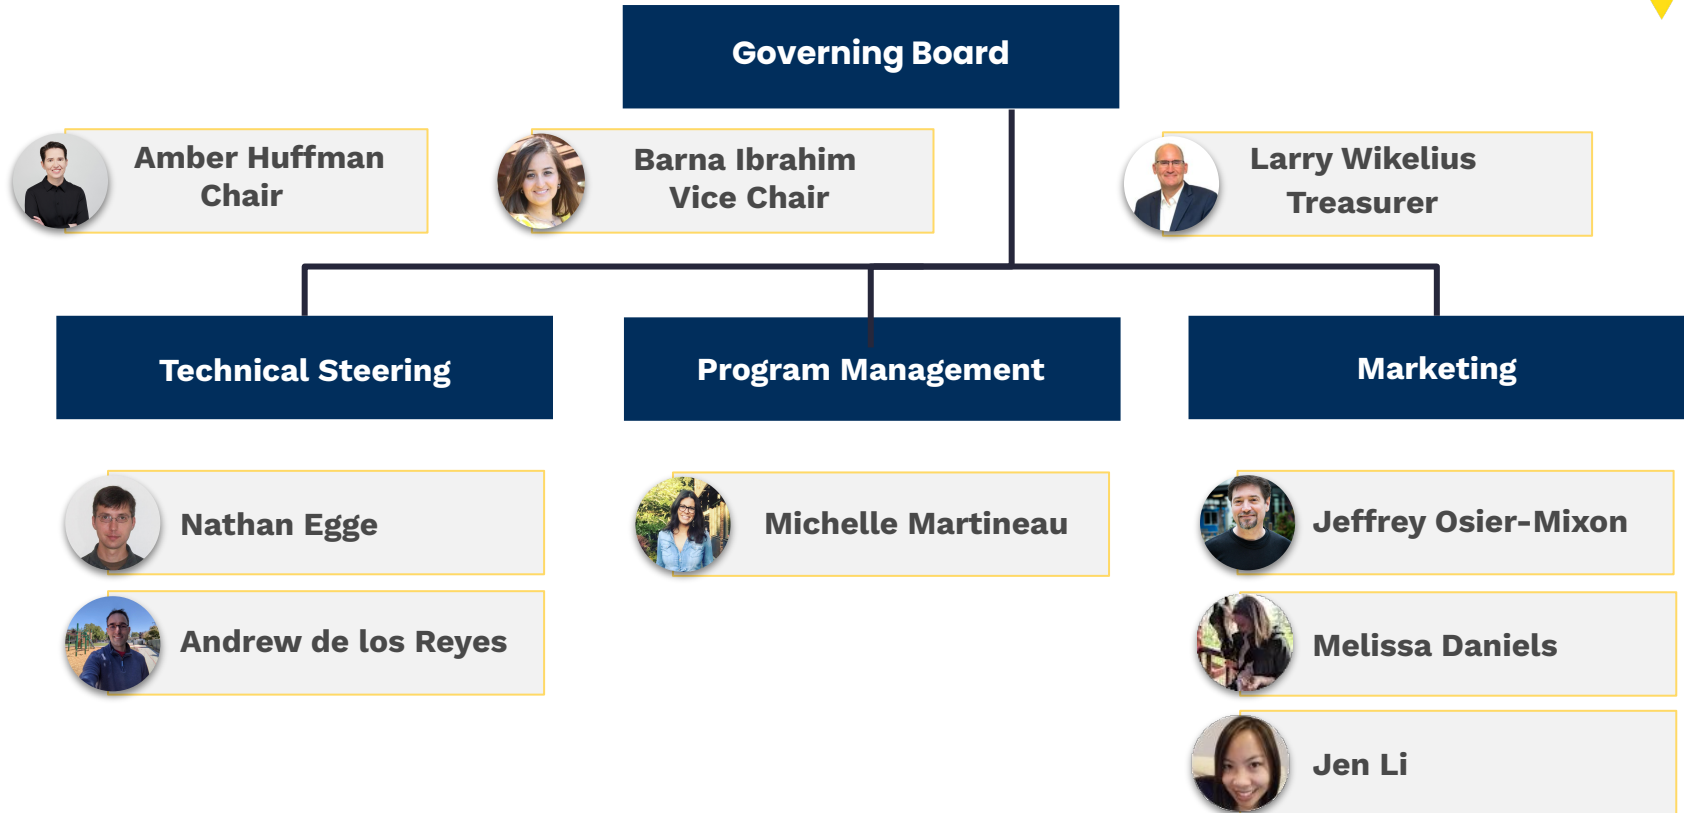 Governing Board
Amber Huffman
Chair
Barna Ibrahim
Vice Chair
Larry Wikelius
Treasurer
Technical Steering
Program Management
Marketing
Nathan Egge
Michelle Martineau
Jeffrey Osier-Mixon
Andrew de los Reyes
Melissa Daniels
Jen Li